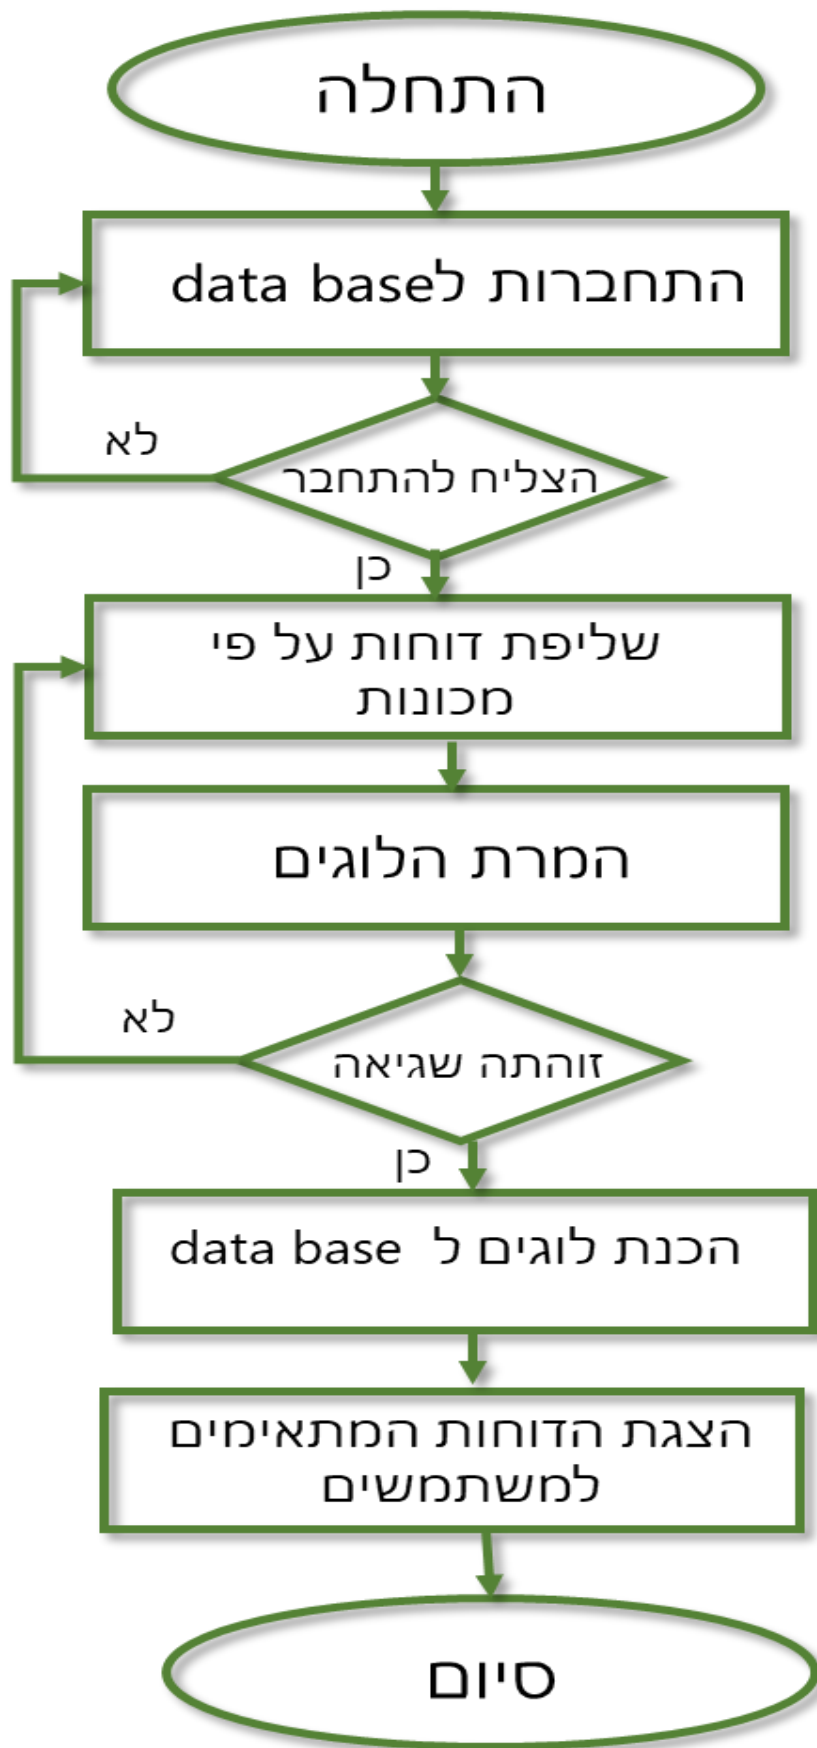 התחלה
התחברות לdata base
לא
הצליח להתחבר
כן
שליפת דוחות על פי
מכונות
המרת הלוגים
לא
זוהתה שגיאה
כן
הכנת לוגים ל data base
הצגת הדוחות המתאימים
למשתמשים
סיום